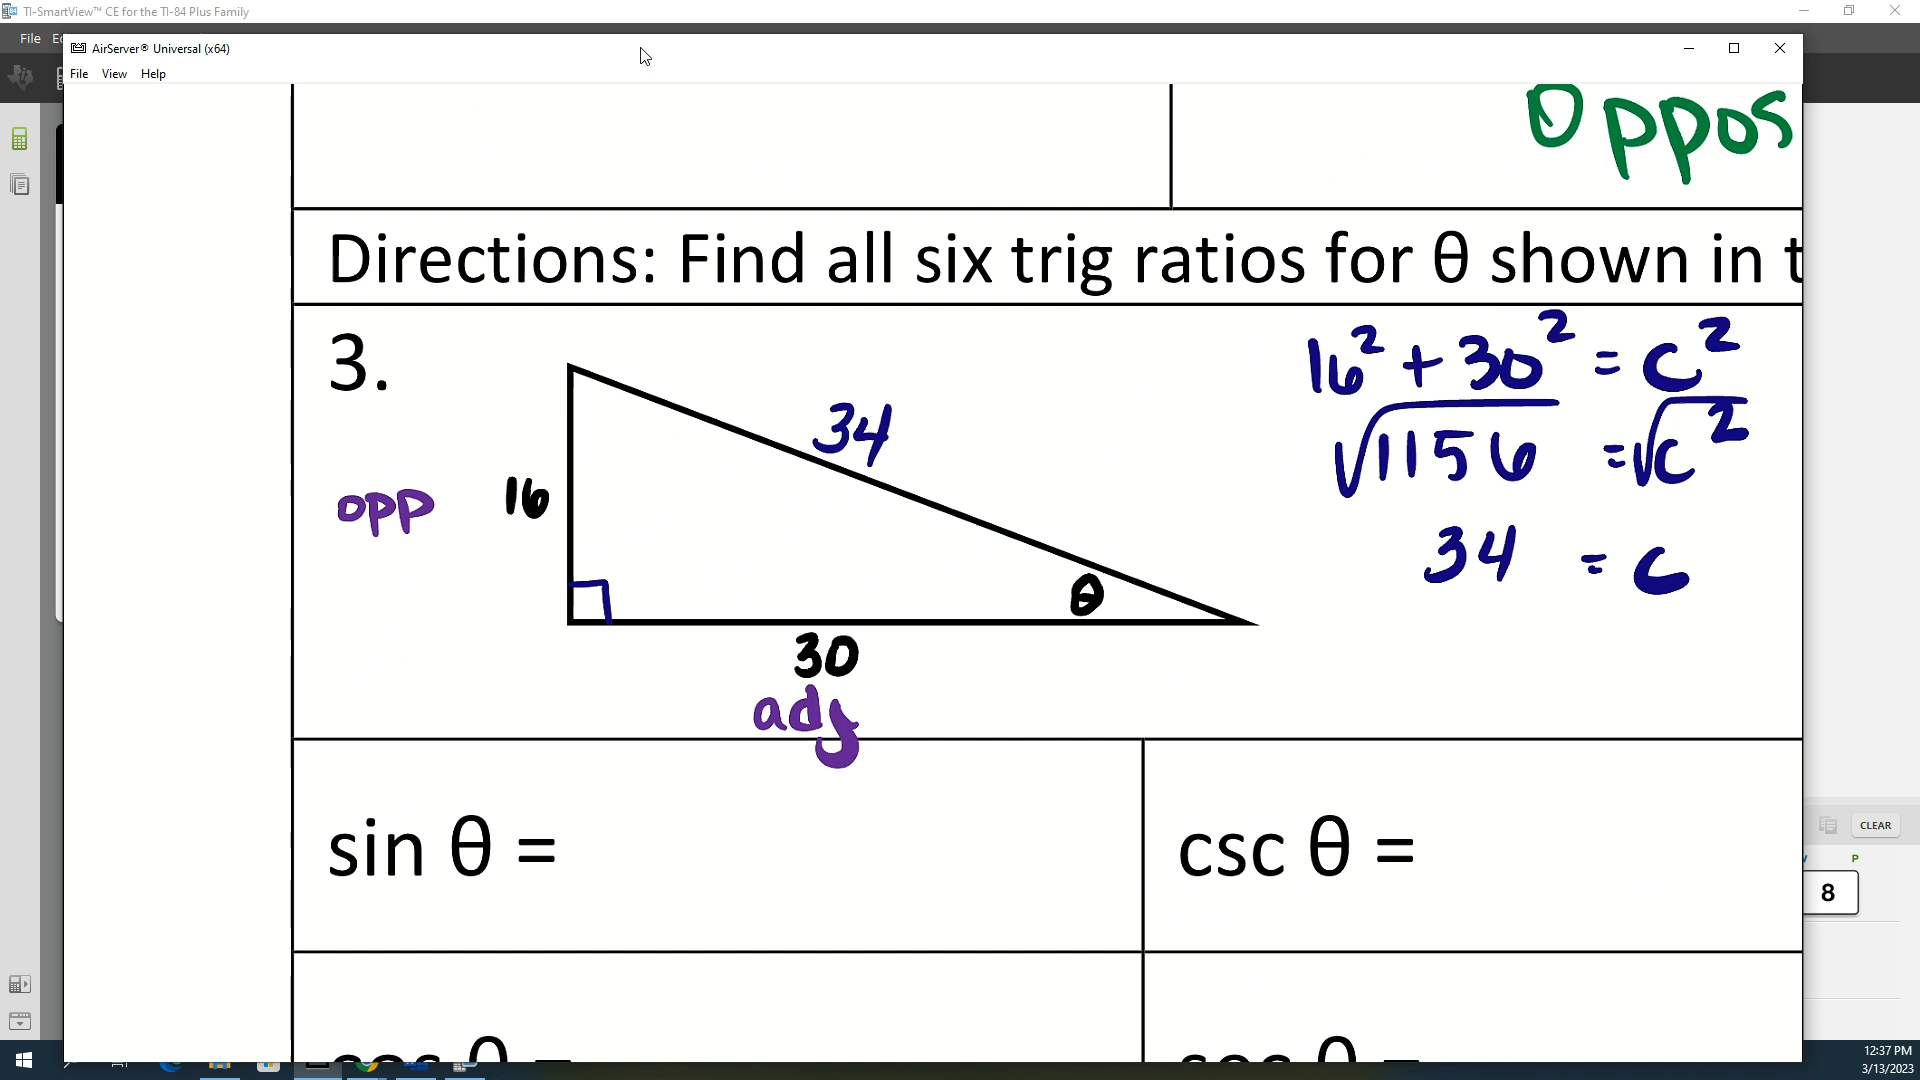 TI-SmartView™ CE for the TI-84 Plus Family
File
AirServer® Universal (x64)
File View Help
Oppos
Directions: Find all six trig ratios for θ shown in t
3.
16² + 30² = c²
34
√1156 = √c²
opp 16
34 = c
θ
30
adj
sin θ = csc θ =
CLEAR
P
8
12:37 PM
3/13/2023